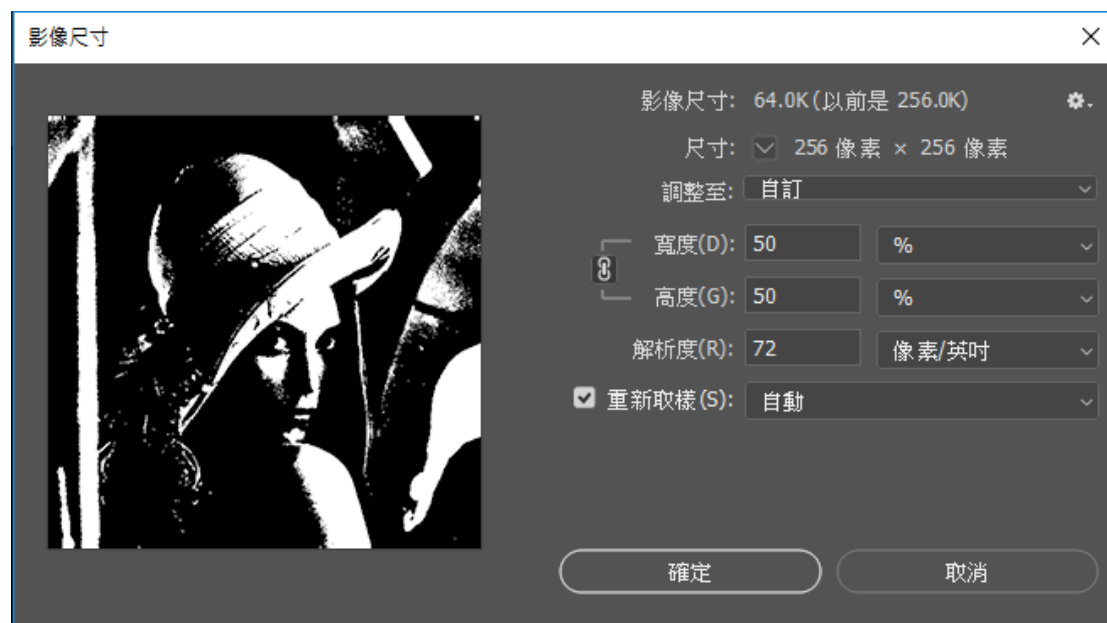 影像尺寸
影像尺寸: 64.0K (以前是 256.0K)
尺寸: 256 像素 × 256 像素
調整至: 自訂
寬度(D): 50 %
高度(G): 50 %
解析度(R): 72 像素/英吋
重新取樣(S): 自動
確定 取消